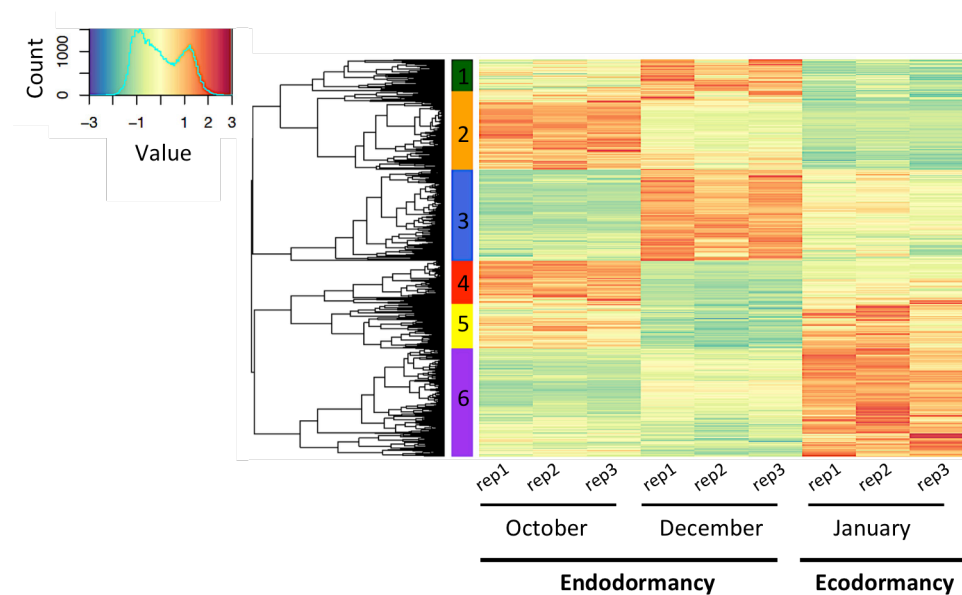 Count
1000
0
−3 −1 1 2 3
Value
1
2
3
4
5
6
rep1 rep2 rep3 rep1 rep2 rep3 rep1 rep2 rep3
October December January
Endodormancy Ecodormancy